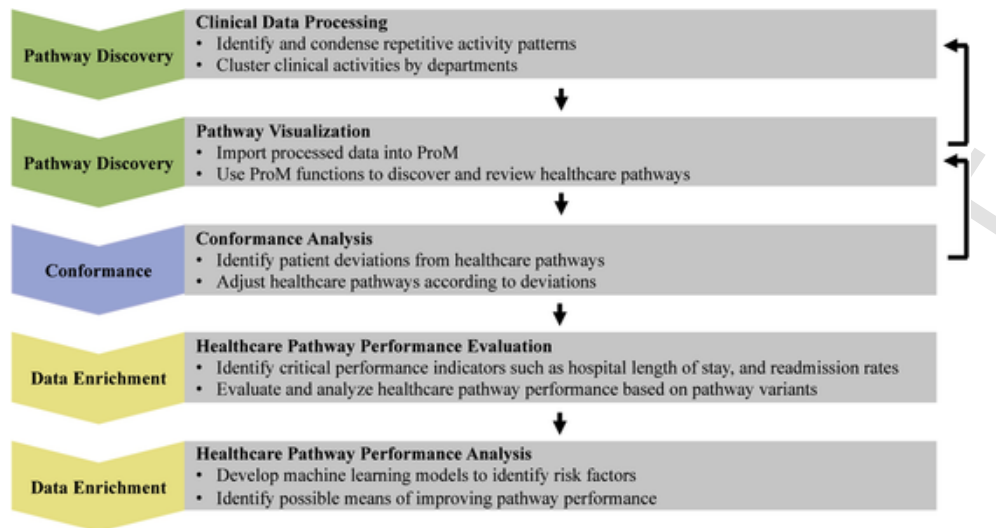 Pathway Discovery
Clinical Data Processing
• Identify and condense repetitive activity patterns
• Cluster clinical activities by departments
Pathway Discovery
Pathway Visualization
• Import processed data into ProM
• Use ProM functions to discover and review healthcare pathways
Conformance
Conformance Analysis
• Identify patient deviations from healthcare pathways
• Adjust healthcare pathways according to deviations
Data Enrichment
Healthcare Pathway Performance Evaluation
• Identify critical performance indicators such as hospital length of stay, and readmission rates
• Evaluate and analyze healthcare pathway performance based on pathway variants
Data Enrichment
Healthcare Pathway Performance Analysis
• Develop machine learning models to identify risk factors
• Identify possible means of improving pathway performance